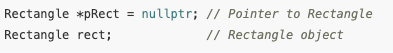 Rectangle *pRect = nullptr; // Pointer to Rectangle
Rectangle rect;             // Rectangle object